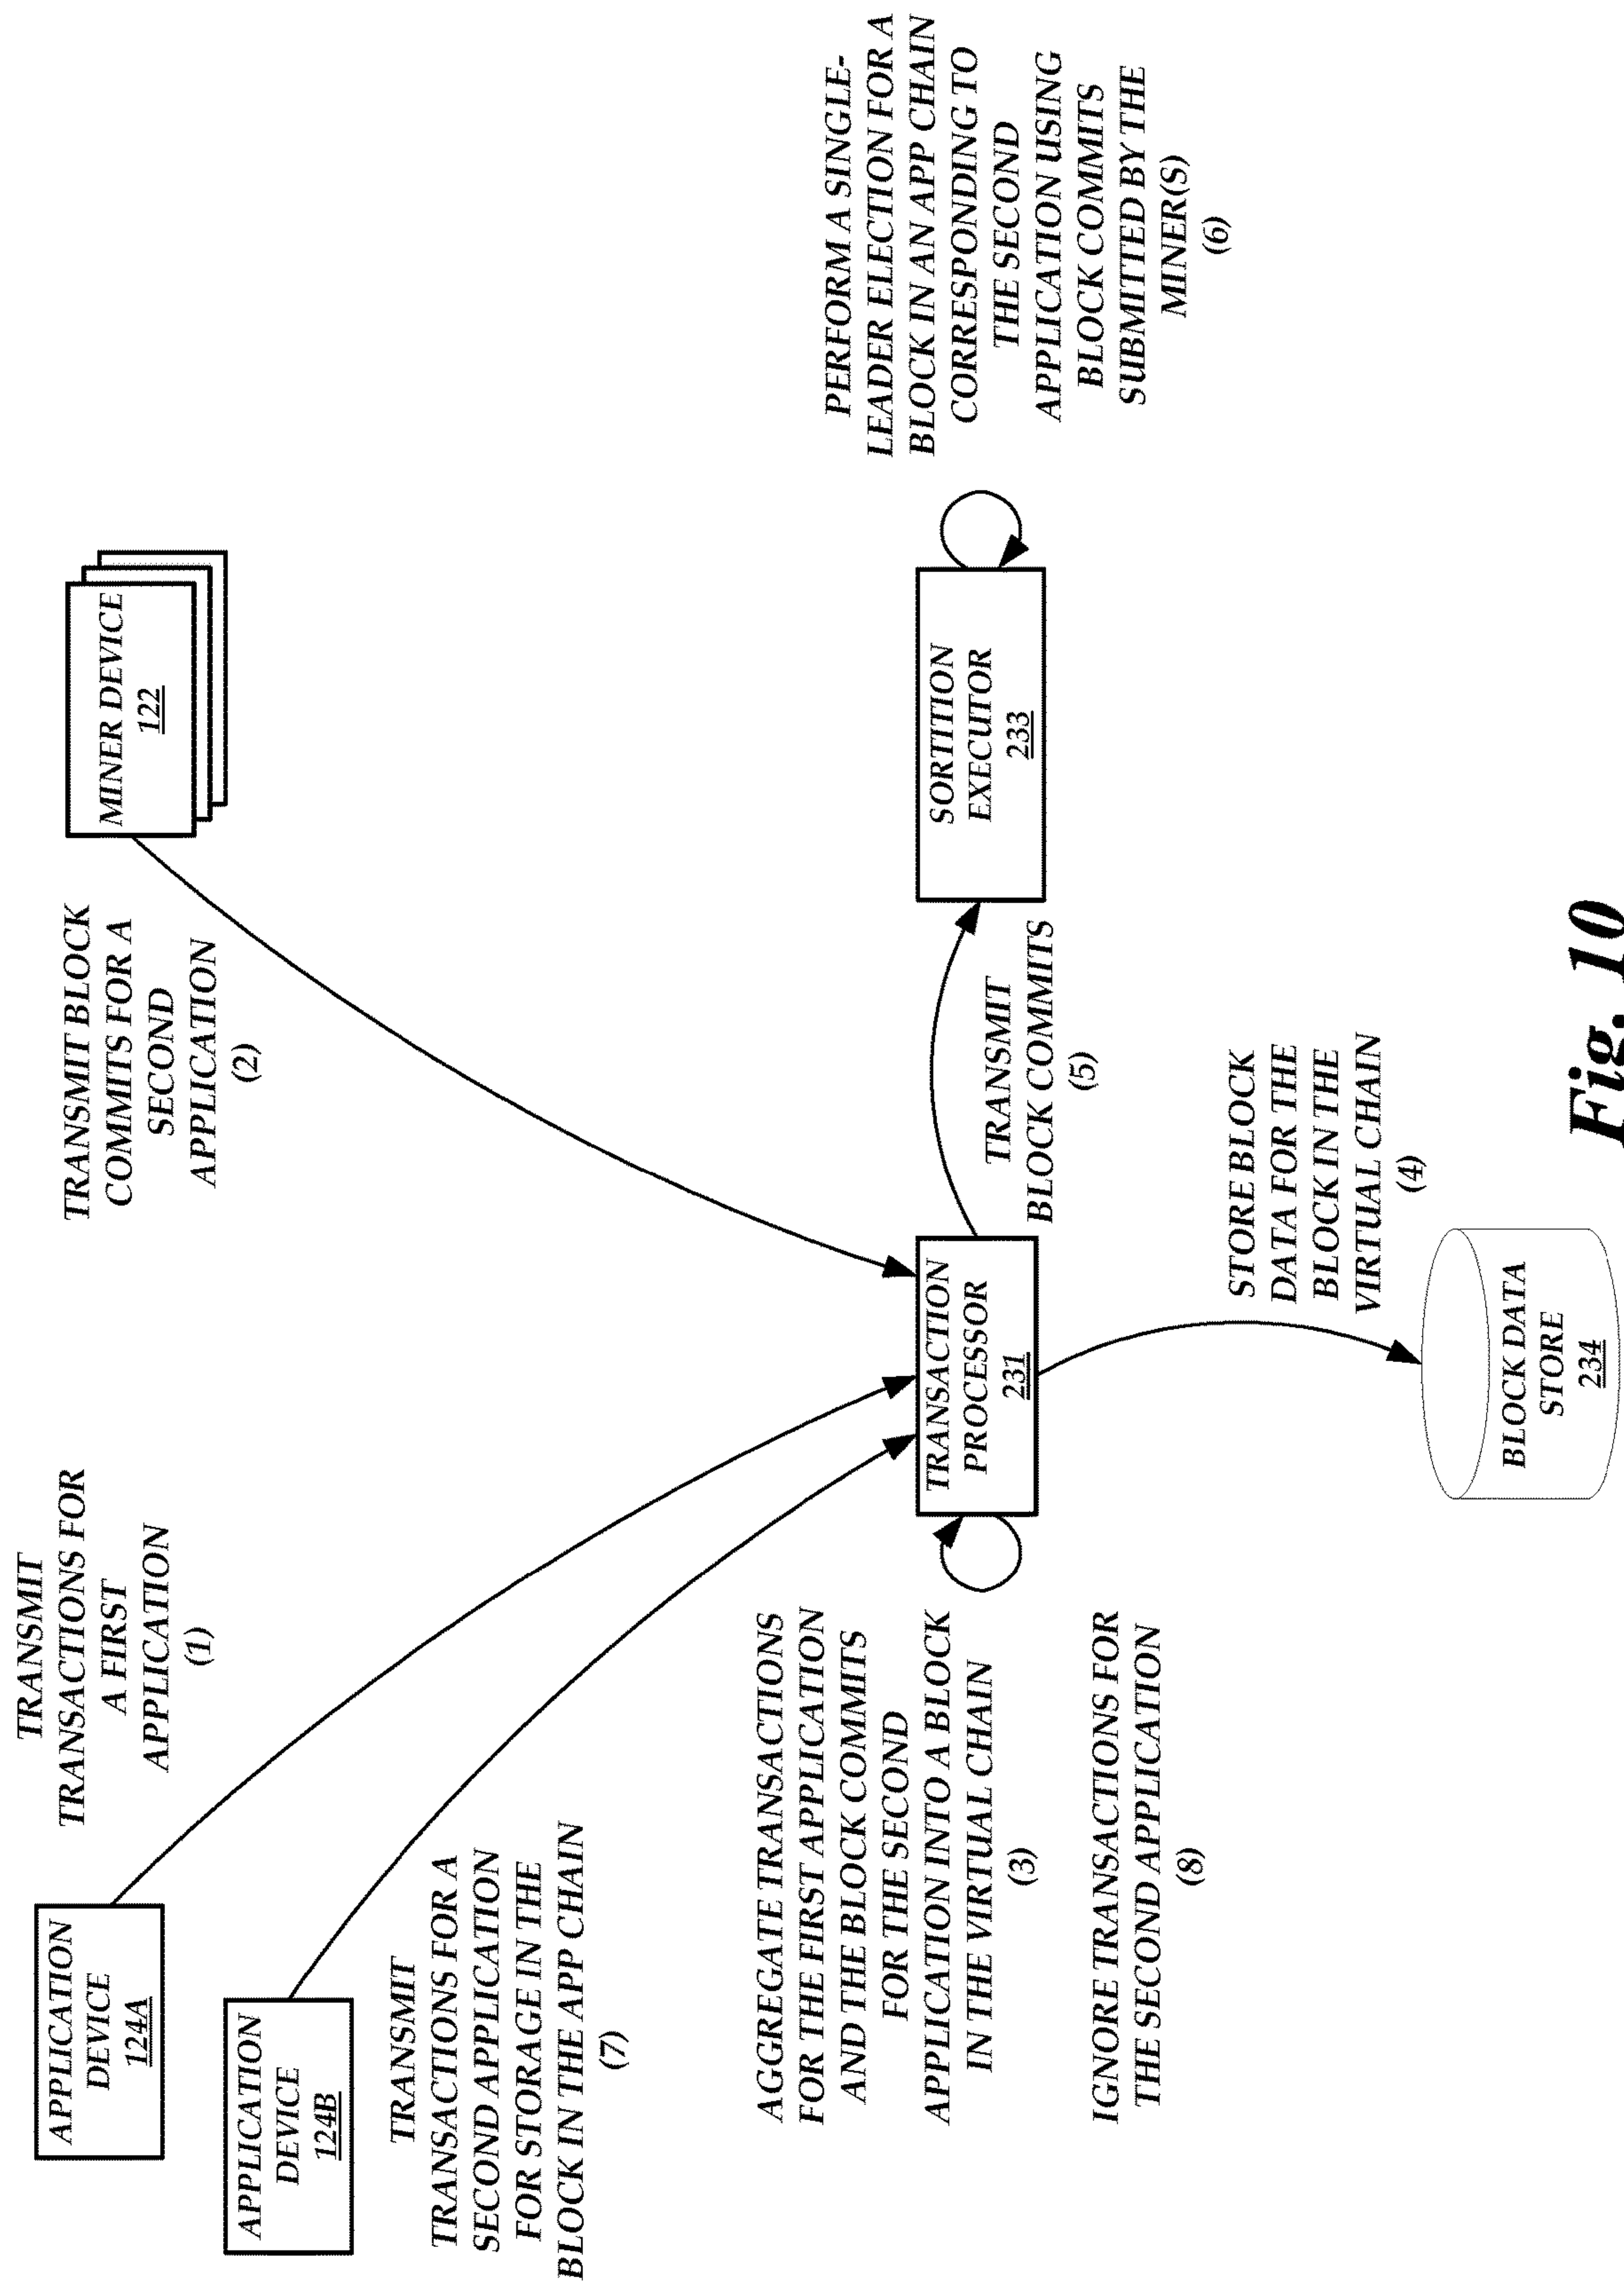 APPLICATION
DEVICE
124A
TRANSMIT
TRANSACTIONS FOR
A FIRST
APPLICATION
(1)
TRANSMIT BLOCK
COMMITS FOR A
SECOND
APPLICATION
(2)
MINER DEVICE
122
APPLICATION
DEVICE
124B
TRANSMIT
TRANSACTIONS FOR A
SECOND APPLICATION
FOR STORAGE IN THE
BLOCK IN THE APP CHAIN
(7)
AGGREGATE TRANSACTIONS
FOR THE FIRST APPLICATION
AND THE BLOCK COMMITS
FOR THE SECOND
APPLICATION INTO A BLOCK
IN THE VIRTUAL CHAIN
(3)
IGNORE TRANSACTIONS FOR
THE SECOND APPLICATION
(8)
TRANSACTION
PROCESSOR
231
TRANSMIT
BLOCK COMMITS
(5)
SORTITION
EXECUTOR
233
PERFORM A SINGLE-
LEADER ELECTION FOR A
BLOCK IN AN APP CHAIN
CORRESPONDING TO
THE SECOND
APPLICATION USING
BLOCK COMMITS
SUBMITTED BY THE
MINER(S)
(6)
STORE BLOCK
DATA FOR THE
BLOCK IN THE
VIRTUAL CHAIN
(4)
BLOCK DATA
STORE
234
Fig. 10